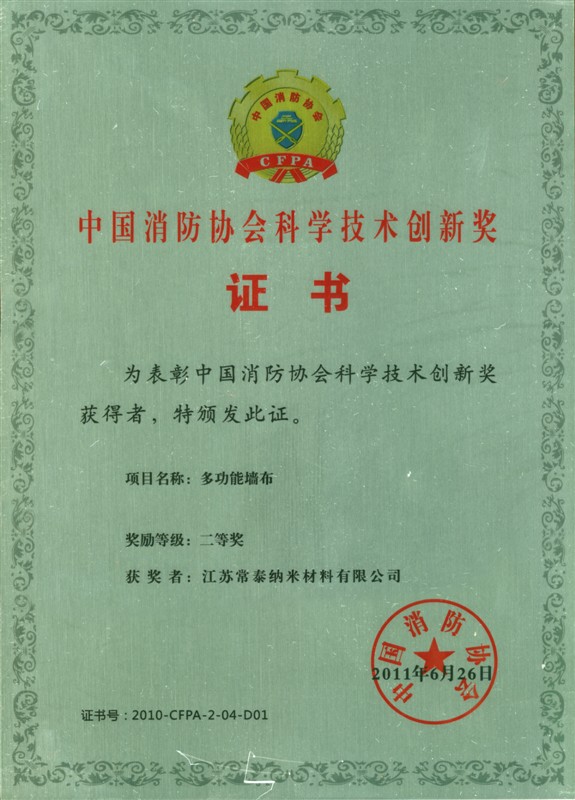 中国消防协会
CFPA
中国消防协会科学技术创新奖
证书
为表彰中国消防协会科学技术创新奖
获得者，特颁发此证。
项目名称：多功能墙布
奖励等级：二等奖
获奖者：江苏常泰纳米材料有限公司
中国消防协会
2011年6月26日
证书号：2010-CFPA-2-04-D01